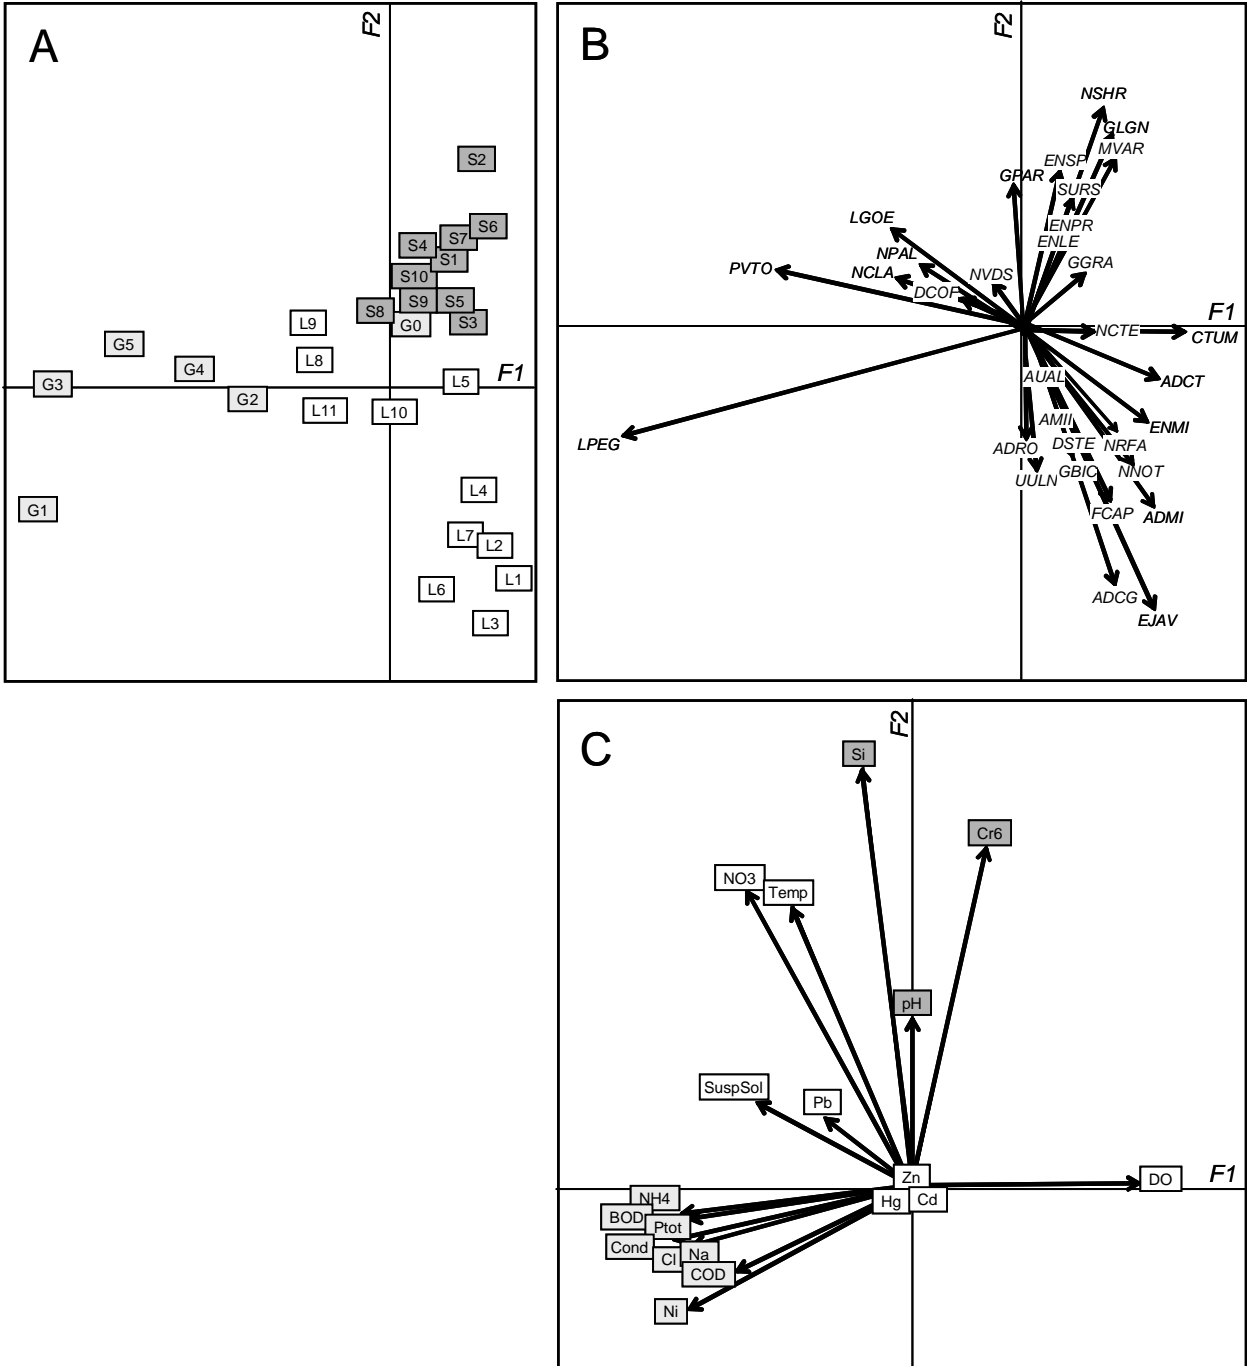 A
F2
S2
S6
S7
S4
S1
S10
S9
S5
S8
S3
G0
L9
G5
L8
G4
F1
G3
L5
G2
L11
L10
L4
G1
L7
L2
L1
L6
L3
B
F2
NSHR
GLGN
MVAR
ENSP
GPAR
SURS
LGOE
ENPR
ENLE
NPAL
GGRA
PVTO
NCLA
NVDS
DCOF
F1
NCTE
CTUM
AUAL
ADCT
AMII
ENMI
LPEG
ADRO
DSTE
NRFA
UULN
GBIC
NNOT
FCAP
ADMI
ADCG
EJAV
C
F2
Si
Cr6
NO3
Temp
pH
SuspSol
Pb
Zn
F1
DO
NH4
Hg
Cd
BOD
Ptot
Cond
Cl
Na
COD
Ni